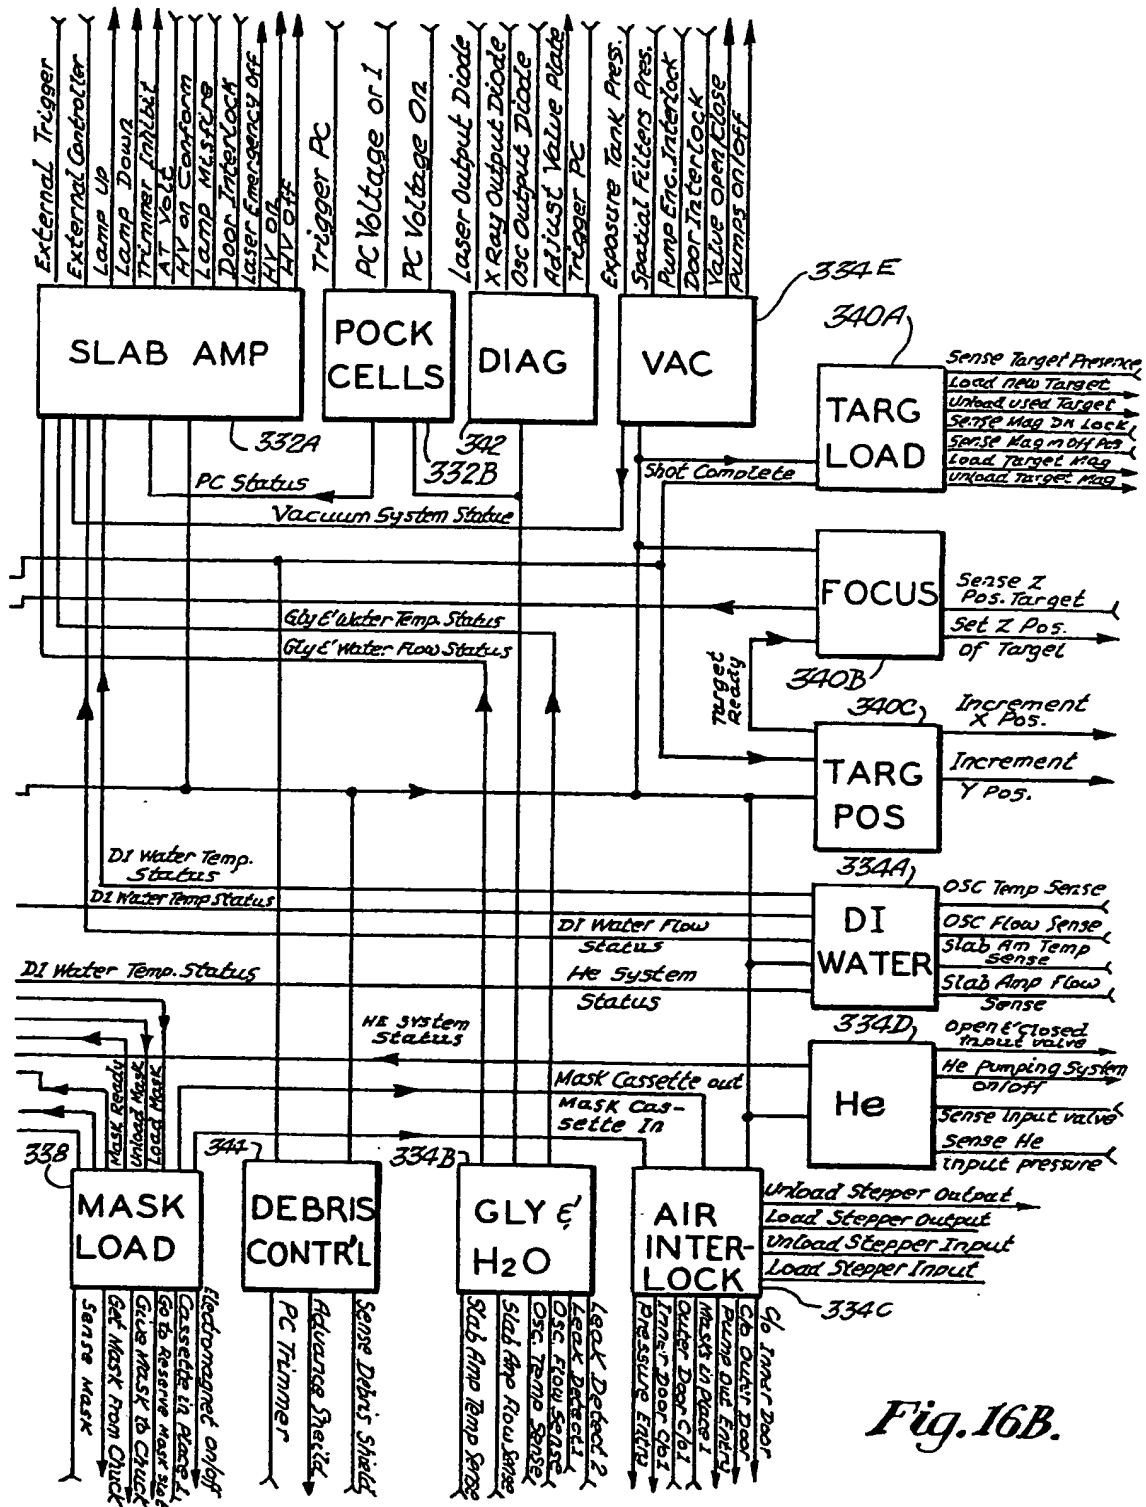 External Trigger
External Controller
Lamp Up
Lamp Down
Trimmer Inhibit
AT Volt
HV on Conform
Lamp Misfire
Door Interlock
Laser Emergency Off
HV on
HV Off
Trigger PC
PC Voltage or 1
PC Voltage On
Laser Output Diode
X Ray Output Diode
Osc Output Diode
Adjust Valve Plate
Trigger PC
Exposure Tank Press.
Spatial Filters Pres.
Pump Enc. Interlock
Door Interlock
Value Open/Close
Pumps on/off
334E
SLAB AMP
POCK
CELLS
DIAG
VAC
332A
332B
342
340A
TARG
LOAD
Sense Target Presence
Load new Target
Unload used Target
Sense Mag On Lock
Sense Mag m Off Pos
Load Target Mag
Unload Target Mag
Shot Complete
PC Status
Vacuum System Statue
FOCUS
Sense Z
Pos. Target
Set Z Pos.
of Target
340B
Gly & Water Temp. Status
Gly & Water Flow Status
Target
Ready
340C
TARG
POS
Increment
X Pos.
Increment
Y Pos.
DI Water Temp.
Status
DI Water Temp Status
DI Water Flow
Status
334A
DI
WATER
OSC Temp Sense
OSC Flow Sense
Slab Am Temp
Sense
Slab Amp Flow
Sense
DI Water Temp. Status
He System
Status
HE System
Status
334D
He
Open & Closed
Input valve
He Pumping System
on/off
Sense Input valve
Sense He
input pressure
Mask Cassette out
Mask Cas-
sette In
Mask Ready
Unload Mask
Load Mask
338
MASK
LOAD
344
DEBRIS
CONTR'L
334B
GLY &
H2O
AIR
INTER-
LOCK
334C
Unload Stepper Output
Load Stepper Output
Unload Stepper Input
Load Stepper Input
Sense Mask
Get Mask From Chuck
Give Mask to Chuck
Go to Reserve Mask Slot
Cassette in Place 1
Electromagnet on/off
PC Trimner
Advance Sheild
Sense Debris Shield
Slab Amp Temp Sense
Slab Amp Flow Sense
Osc. Temp Sense
Osc Flow Sense
Leak Detect 1
Leak Detect 2
Pressure Entry
Inner Door C/o 1
Outer Door C/o 1
Masks in Place 1
Pump Out Entry
C/o Outer Door
C/o Inner Door
Fig. 16B.